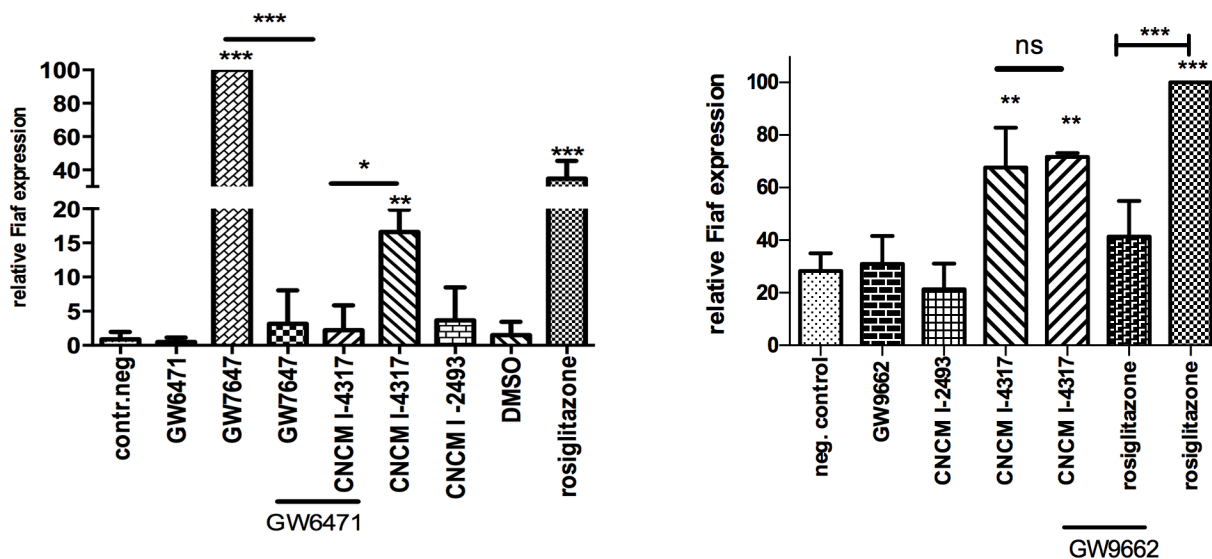 ***
***
100
80
60
40
20
15
10
5
0
relative Fiaf expression
*
**
***
contr.neg
GW6471
GW7647
GW7647
CNCM I-4317
CNCM I-4317
CNCM I -2493
DMSO
rosiglitazone
GW6471
ns
***
**
**
***
100
80
60
40
20
0
relative Fiaf expression
neg. control
GW9662
CNCM I-2493
CNCM I-4317
CNCM I-4317
rosiglitazone
rosiglitazone
GW9662